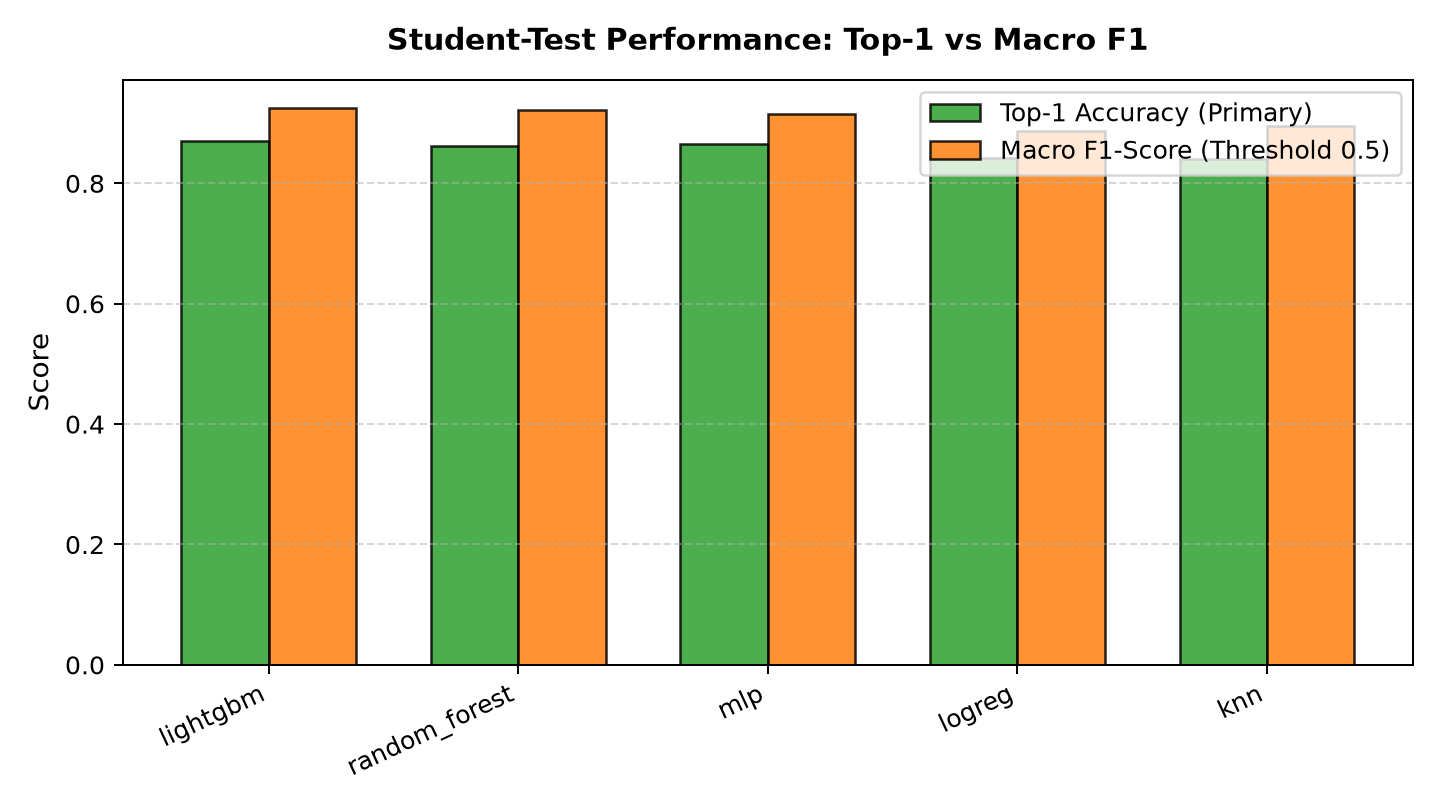 Student-Test Performance: Top-1 vs Macro F1
Top-1 Accuracy (Primary)
Macro F1-Score (Threshold 0.5)
Score
0.8
0.6
0.4
0.2
0.0
lightgbm
random_forest
mlp
logreg
knn